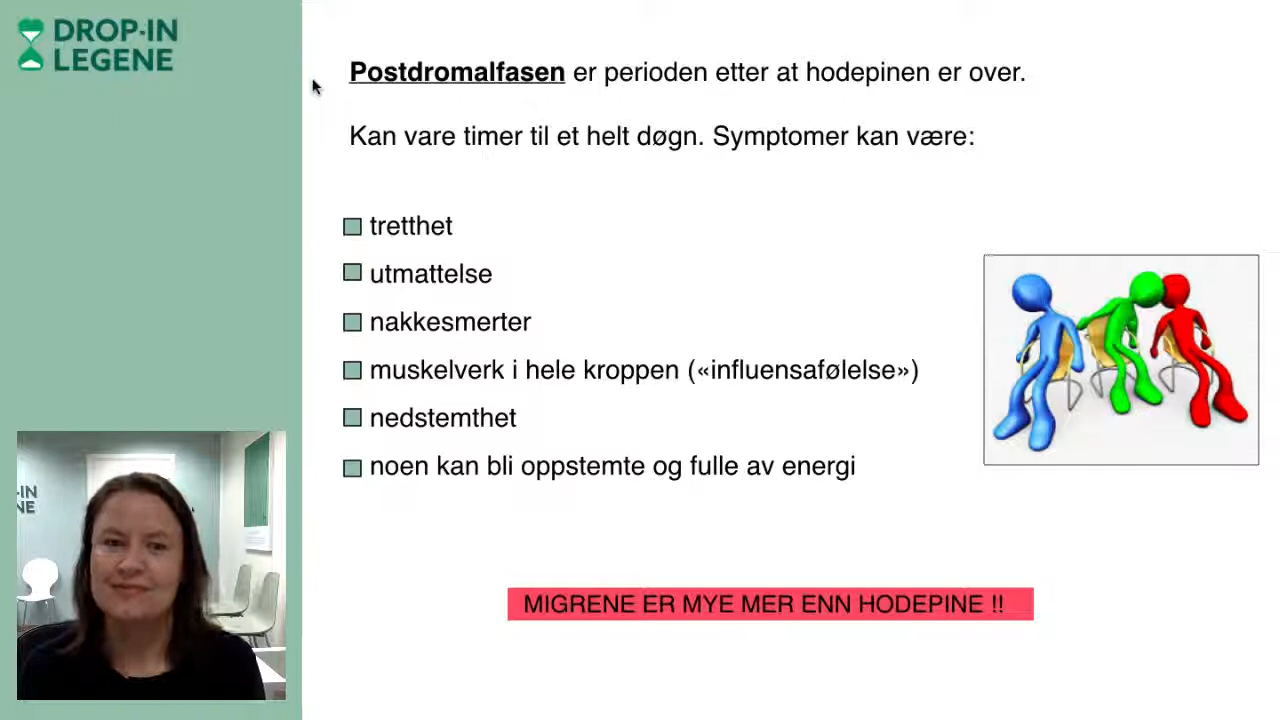 DROP-IN
LEGENE
Postdromalfasen er perioden etter at hodepinen er over.
Kan vare timer til et helt døgn. Symptomer kan være:
tretthet
utmattelse
nakkesmerter
muskelverk i hele kroppen («influensafølelse»)
nedstemthet
noen kan bli oppstemte og fulle av energi
-IN
ENE
MIGRENE ER MYE MER ENN HODEPINE !!